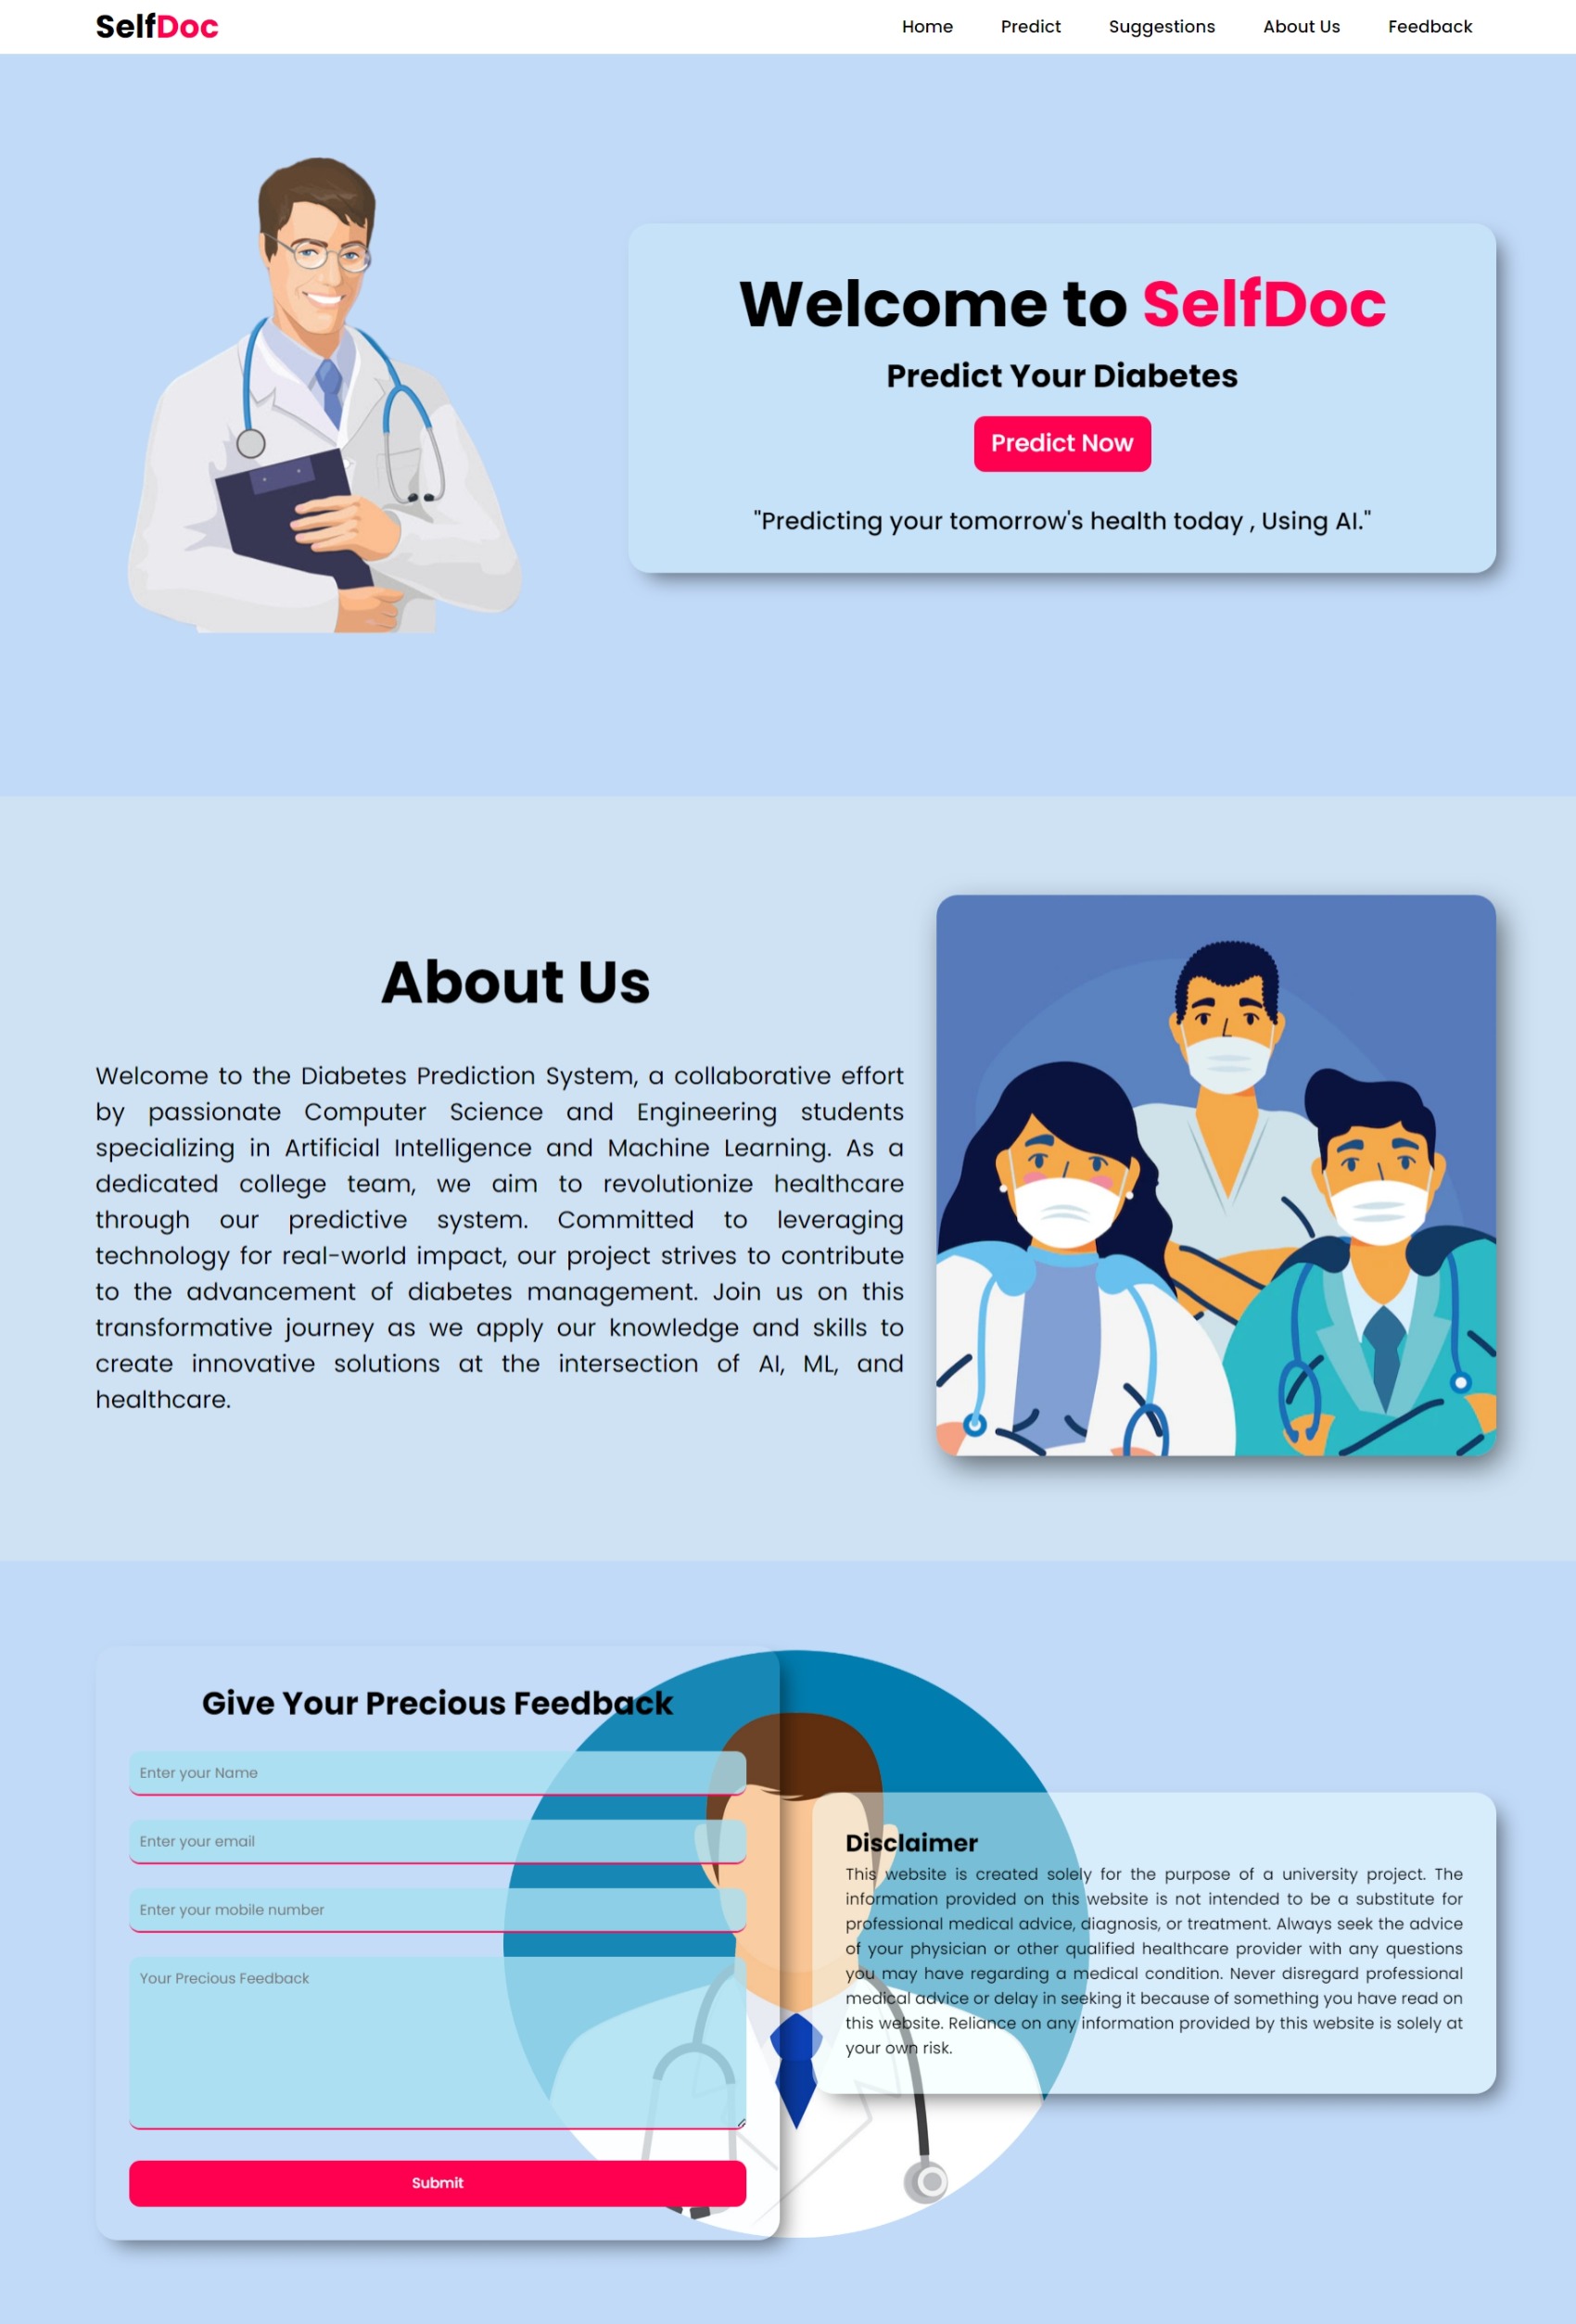 SelfDoc
Home Predict Suggestions About Us Feedback
Welcome to SelfDoc
Predict Your Diabetes
Predict Now
"Predicting your tomorrow's health today , Using AI."
About Us
Welcome to the Diabetes Prediction System, a collaborative effort
by passionate Computer Science and Engineering students
specializing in Artificial Intelligence and Machine Learning. As a
dedicated college team, we aim to revolutionize healthcare
through our predictive system. Committed to leveraging
technology for real-world impact, our project strives to contribute
to the advancement of diabetes management. Join us on this
transformative journey as we apply our knowledge and skills to
create innovative solutions at the intersection of AI, ML, and
healthcare.
Give Your Precious Feedback
Enter your Name
Enter your email
Enter your mobile number
Your Precious Feedback
Submit
Disclaimer
This website is created solely for the purpose of a university project. The
information provided on this website is not intended to be a substitute for
professional medical advice, diagnosis, or treatment. Always seek the advice
of your physician or other qualified healthcare provider with any questions
you may have regarding a medical condition. Never disregard professional
medical advice or delay in seeking it because of something you have read on
this website. Reliance on any information provided by this website is solely at
your own risk.